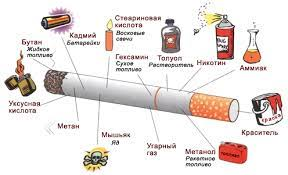 Стеариновая
кислота
Восковые
свечи
Кадмий
Батарейки
Бутан
Жидкое
топливо
Гексамин
Сухое
топливо
Толуол
Растворитель
Никотин
Аммиак
Уксусная
кислота
Метан
Мышьяк
Яд
Угарный
газ
Метанол
Ракетное
топливо
Краситель
краска